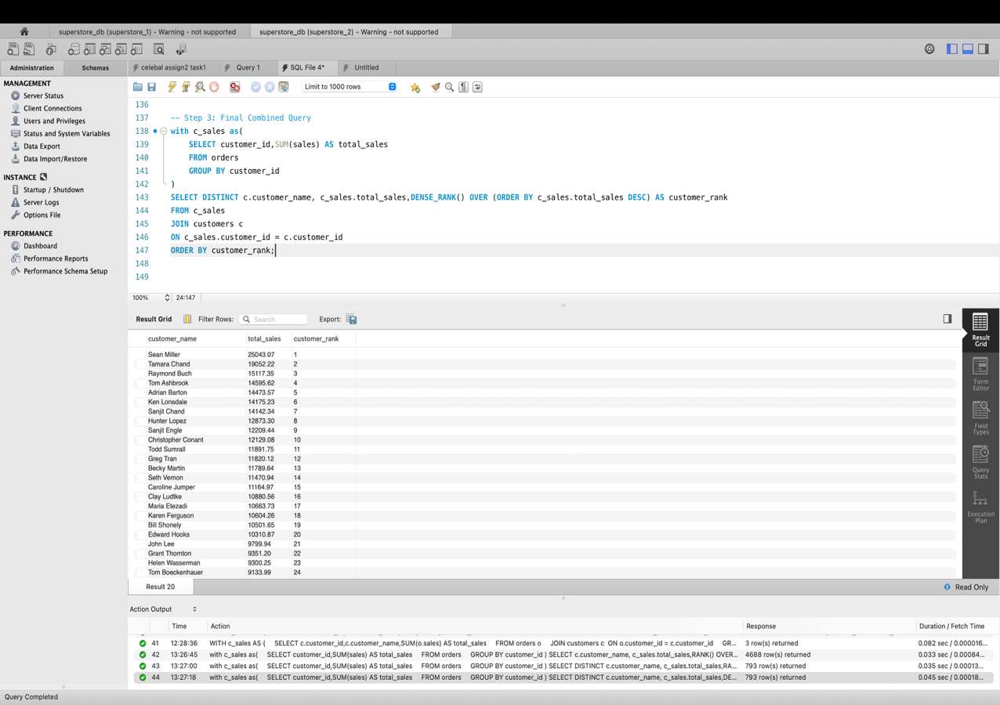 superstore_db (superstore_1) - Warning - not supported
superstore_db (superstore_2) - Warning - not supported
Administration
Schemas
celebal assign2 task1
Query 1
SQL File 4*
Untitled
MANAGEMENT
Server Status
Client Connections
Users and Privileges
Status and System Variables
Data Export
Data Import/Restore
INSTANCE
Startup / Shutdown
Server Logs
Options File
PERFORMANCE
Dashboard
Performance Reports
Performance Schema Setup
Limit to 1000 rows
136
137 -- Step 3: Final Combined Query
138 with c_sales as(
139 SELECT customer_id,SUM(sales) AS total_sales
140 FROM orders
141 GROUP BY customer_id
142 )
143 SELECT DISTINCT c.customer_name, c_sales.total_sales,DENSE_RANK() OVER (ORDER BY c_sales.total_sales DESC) AS customer_rank
144 FROM c_sales
145 JOIN customers c
146 ON c_sales.customer_id = c.customer_id
147 ORDER BY customer_rank;
148
149
100% 24:147
Result Grid Filter Rows: Search Export:
customer_name total_sales customer_rank
Sean Miller 25043.07 1
Tamara Chand 19052.22 2
Raymond Buch 15117.35 3
Tom Ashbrook 14595.62 4
Adrian Barton 14473.57 5
Ken Lonsdale 14175.23 6
Sanjit Chand 14142.34 7
Hunter Lopez 12873.30 8
Sanjit Engle 12209.44 9
Christopher Conant 12129.08 10
Todd Sumrall 11891.75 11
Greg Tran 11820.12 12
Becky Martin 11789.64 13
Seth Vernon 11470.94 14
Caroline Jumper 11164.97 15
Clay Ludtke 10880.56 16
Maria Etezadi 10663.73 17
Karen Ferguson 10604.26 18
Bill Shonely 10501.65 19
Edward Hooks 10310.87 20
John Lee 9799.94 21
Grant Thornton 9351.20 22
Helen Wasserman 9300.25 23
Tom Boeckenhauer 9133.99 24
Result
Grid
Form
Editor
Field
Types
Query
Stats
Execution
Plan
Result 20
Read Only
Action Output
Time Action Response Duration / Fetch Time
41 12:28:36 WITH c_sales AS ( SELECT c.customer_id,c.customer_name,SUM(o.sales) AS total_sales FROM orders o JOIN customers c ON o.customer_id = c.customer_id GR... 3 row(s) returned 0.082 sec / 0.000016...
42 13:26:45 with c_sales as( SELECT customer_id,SUM(sales) AS total_sales FROM orders GROUP BY customer_id ) SELECT c.customer_name, c_sales.total_sales,RANK() OVER... 4688 row(s) returned 0.033 sec / 0.00084...
43 13:27:00 with c_sales as( SELECT customer_id,SUM(sales) AS total_sales FROM orders GROUP BY customer_id ) SELECT DISTINCT c.customer_name, c_sales.total_sales,RA... 793 row(s) returned 0.035 sec / 0.00013...
44 13:27:18 with c_sales as( SELECT customer_id,SUM(sales) AS total_sales FROM orders GROUP BY customer_id ) SELECT DISTINCT c.customer_name, c_sales.total_sales,DE... 793 row(s) returned 0.045 sec / 0.00018...
Query Completed